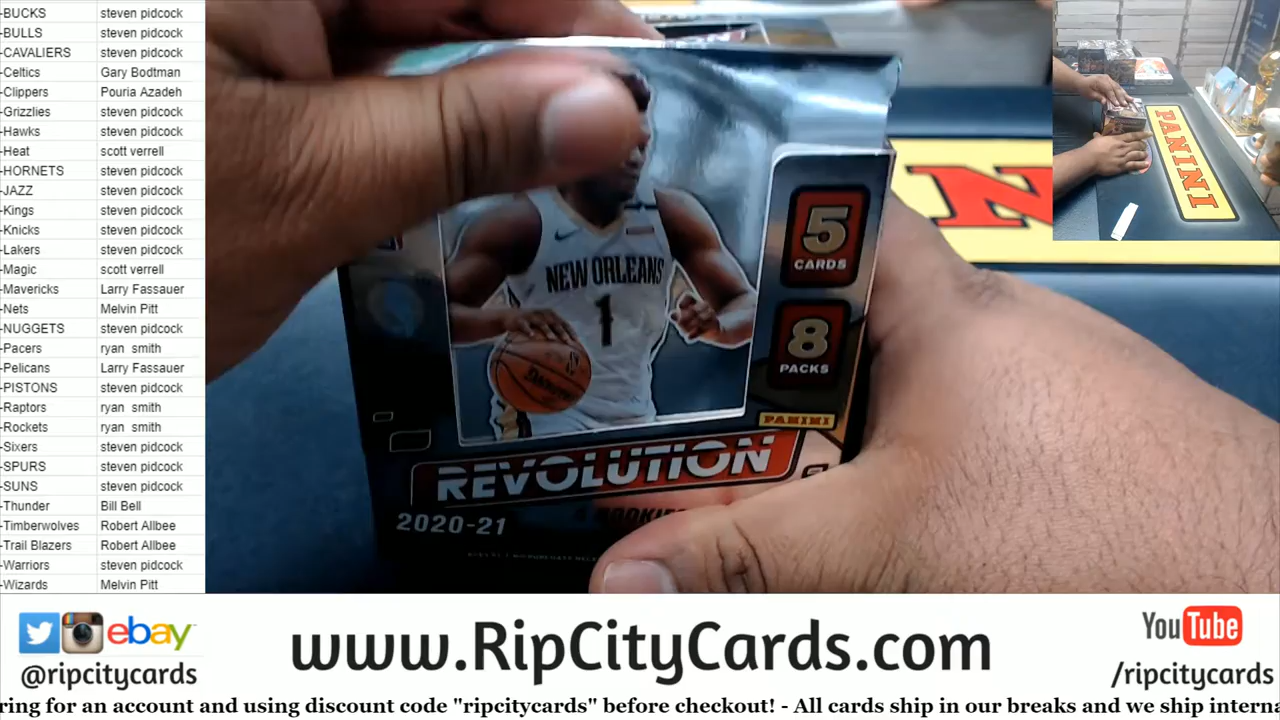 -BUCKS steven pidcock
-BULLS steven pidcock
-CAVALIERS steven pidcock
-Celtics Gary Bodtman
-Clippers Pouria Azadeh
-Grizzlies steven pidcock
-Hawks steven pidcock
-Heat scott verrell
-HORNETS steven pidcock
-JAZZ steven pidcock
-Kings steven pidcock
-Knicks steven pidcock
-Lakers steven pidcock
-Magic scott verrell
-Mavericks Larry Fassauer
-Nets Melvin Pitt
-NUGGETS steven pidcock
-Pacers ryan smith
-Pelicans Larry Fassauer
-PISTONS steven pidcock
-Raptors ryan smith
-Rockets ryan smith
-Sixers steven pidcock
-SPURS steven pidcock
-SUNS steven pidcock
-Thunder Bill Bell
-Timberwolves Robert Allbee
-Trail Blazers Robert Allbee
-Warriors steven pidcock
-Wizards Melvin Pitt
NEW ORLEANS
1
5
CARDS
8
PACKS
PANINI
REVOLUTION
2020-21
PANINI
ebay
@ripcitycards
www.RipCityCards.com
YouTube
/ripcitycards
ring for an account and using discount code "ripcitycards" before checkout! - All cards ship in our breaks and we ship interna